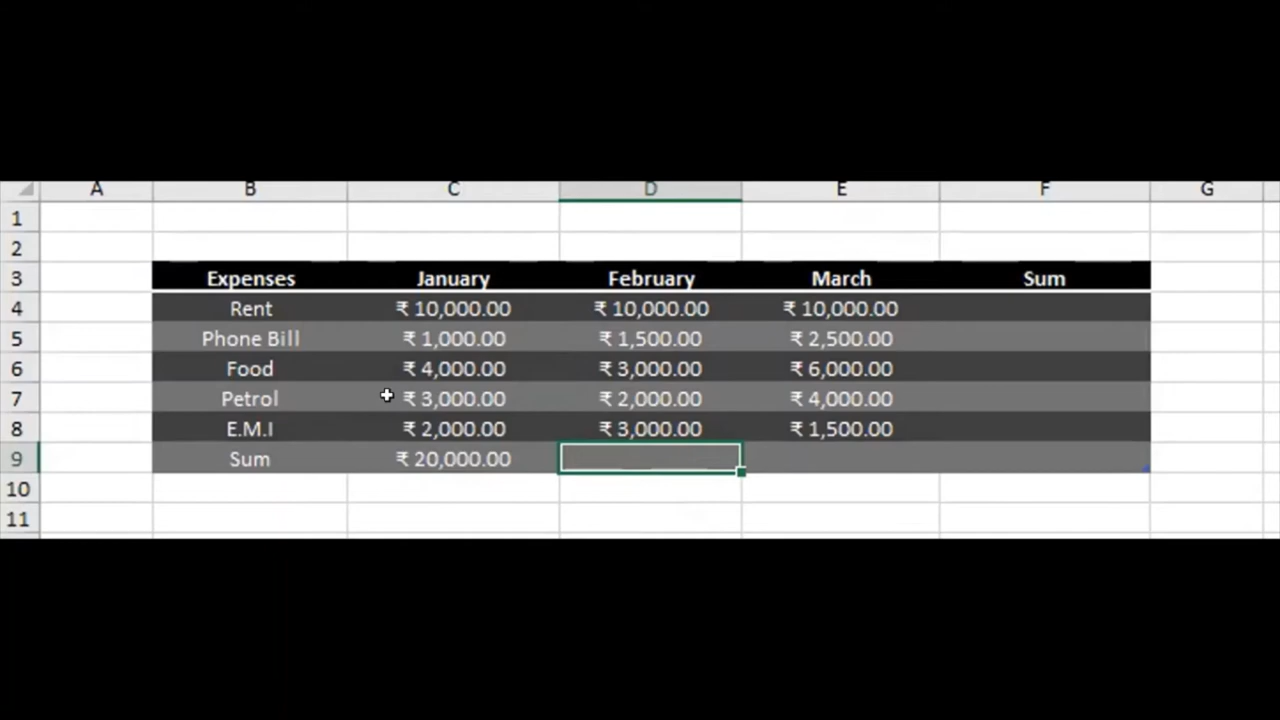 A B C D E F G
1
2
3 Expenses January February March Sum
4 Rent ₹ 10,000.00 ₹ 10,000.00 ₹ 10,000.00
5 Phone Bill ₹ 1,000.00 ₹ 1,500.00 ₹ 2,500.00
6 Food ₹ 4,000.00 ₹ 3,000.00 ₹ 6,000.00
7 Petrol ₹ 3,000.00 ₹ 2,000.00 ₹ 4,000.00
8 E.M.I ₹ 2,000.00 ₹ 3,000.00 ₹ 1,500.00
9 Sum ₹ 20,000.00
10
11